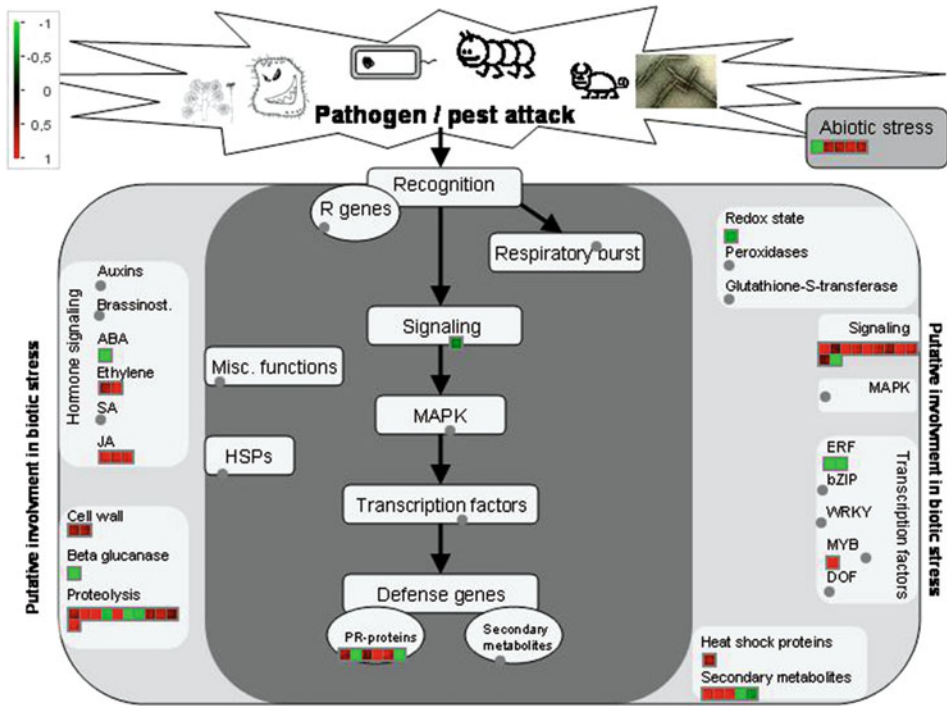 -1
-0,5
0
0,5
1
Pathogen / pest attack
Abiotic stress
Recognition
R genes
Respiratory burst
Redox state
Peroxidases
Glutathione-S-transferase
Hormone signaling
Auxins
Brassinost.
ABA
Ethylene
SA
JA
Signaling
Misc. functions
MAPK
HSPs
Transcription factors
Defense genes
PR-proteins
Secondary
metabolites
Putative involvment in biotic stress
Cell wall
Beta glucanase
Proteolysis
Signaling
MAPK
Putative involvment in biotic stress
ERF
bZIP
WRKY
MYB
DOF
Transcription factors
Heat shock proteins
Secondary metabolites